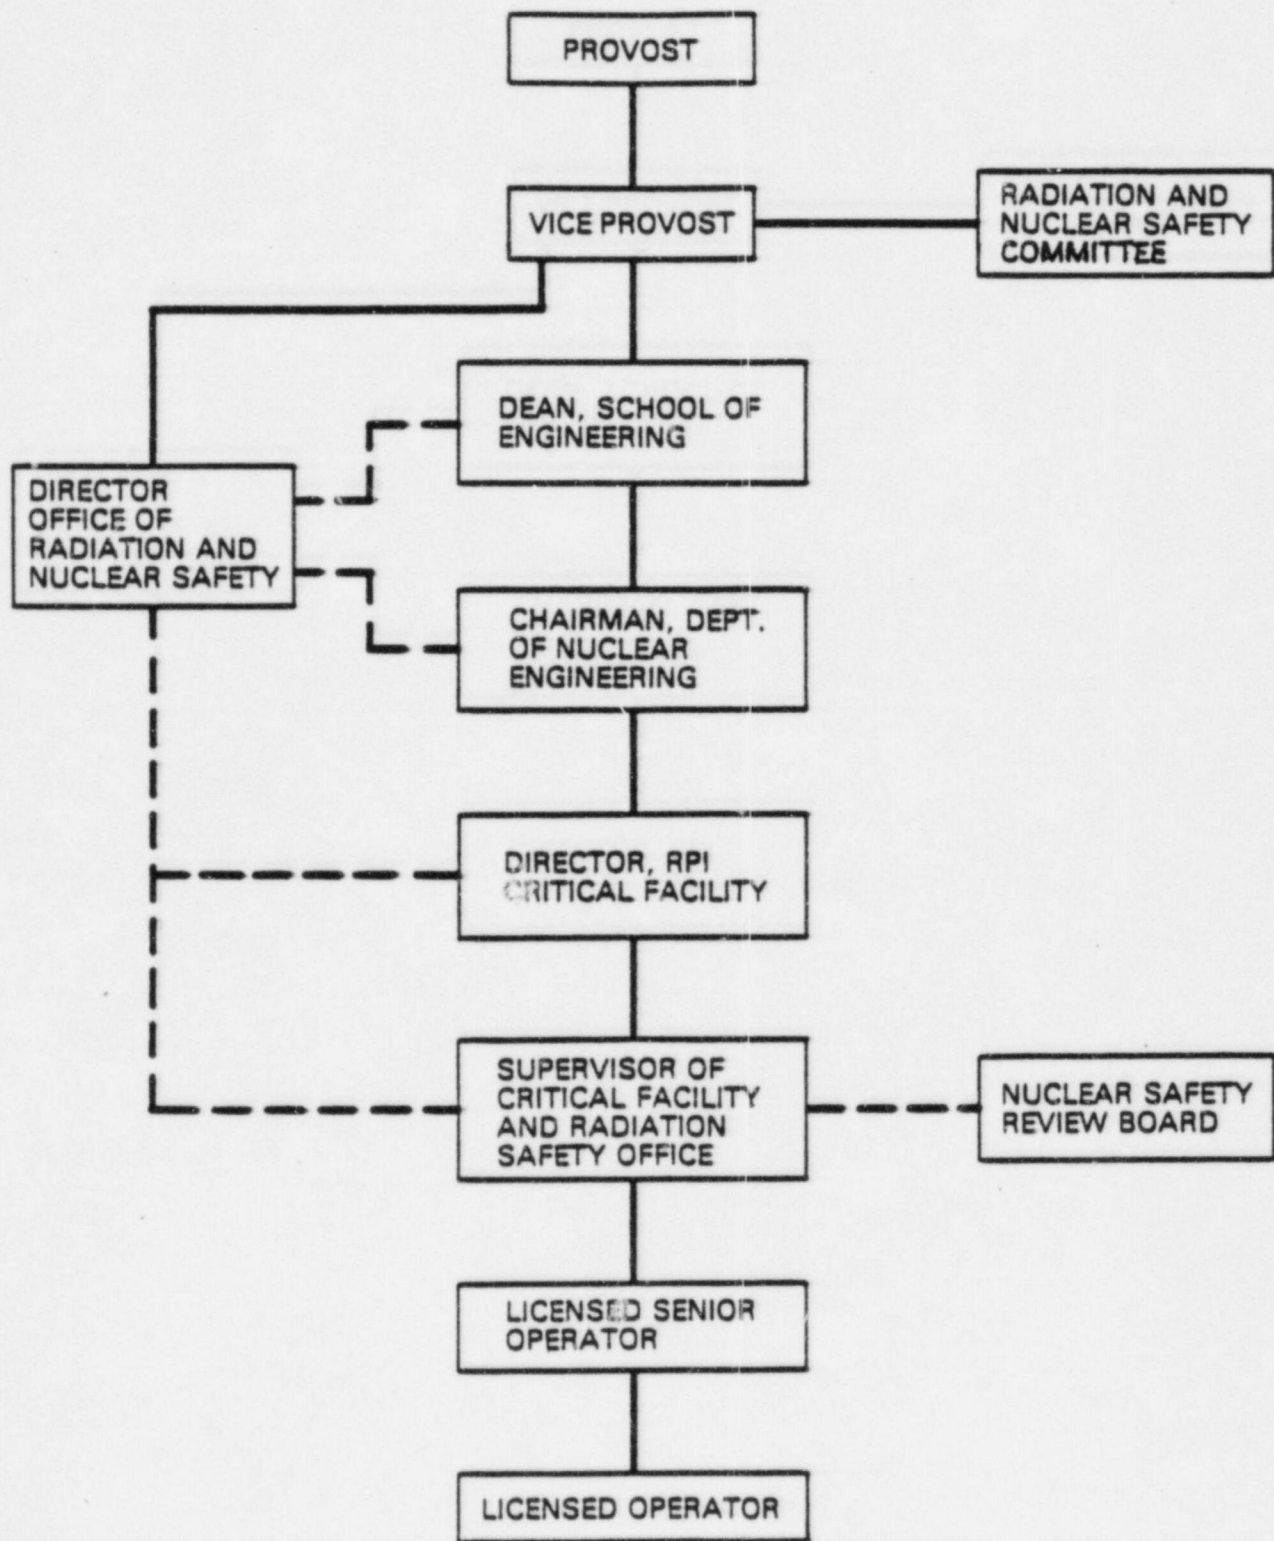 PROVOST
VICE PROVOST
RADIATION AND
NUCLEAR SAFETY
COMMITTEE
DEAN, SCHOOL OF
ENGINEERING
DIRECTOR
OFFICE OF
RADIATION AND
NUCLEAR SAFETY
CHAIRMAN, DEPT.
OF NUCLEAR
ENGINEERING
DIRECTOR, RPI
CRITICAL FACILITY
SUPERVISOR OF
CRITICAL FACILITY
AND RADIATION
SAFETY OFFICE
NUCLEAR SAFETY
REVIEW BOARD
LICENSED SENIOR
OPERATOR
LICENSED OPERATOR